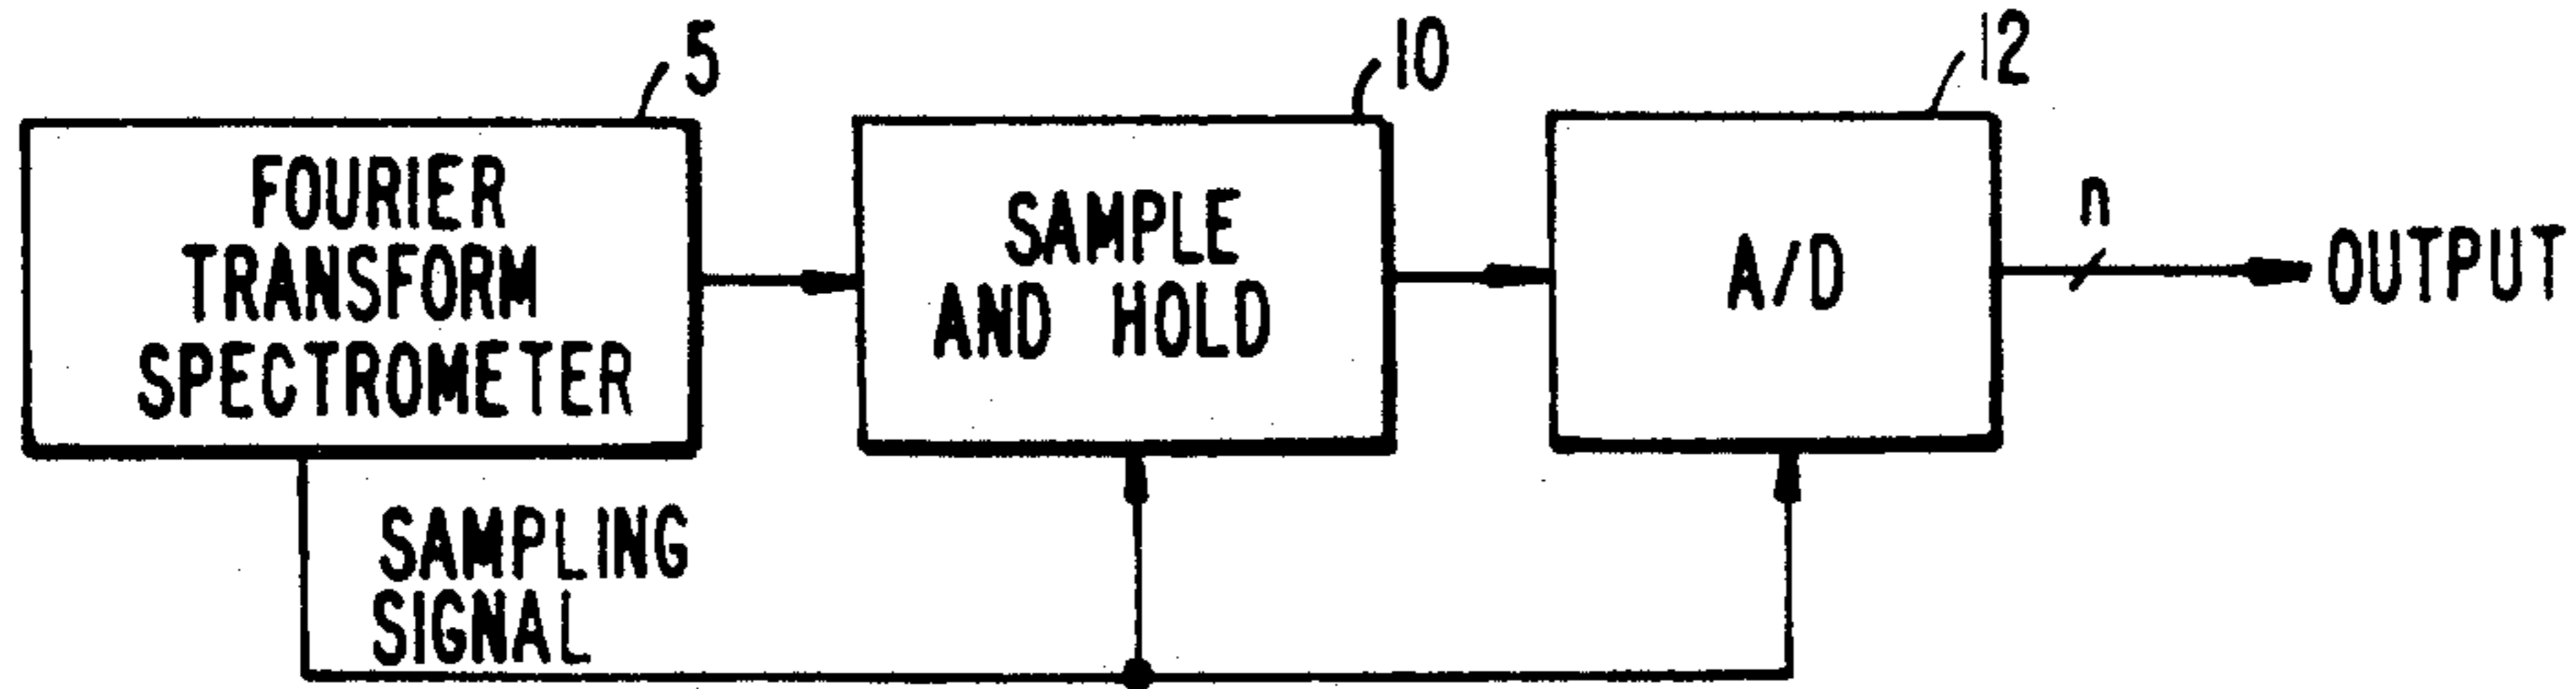 5
10
12
FOURIER
TRANSFORM
SPECTROMETER
SAMPLE
AND HOLD
A/D
n
OUTPUT
SAMPLING
SIGNAL